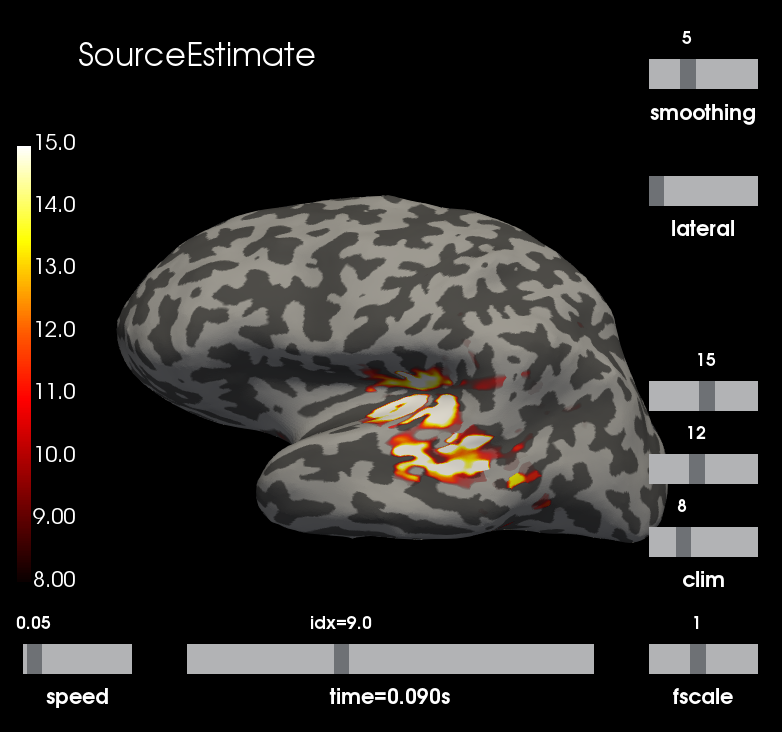 SourceEstimate
5
smoothing
lateral
15.0
14.0
13.0
12.0
11.0
10.0
9.00
8.00
15
12
8
clim
0.05
speed
idx=9.0
time=0.090s
1
fscale